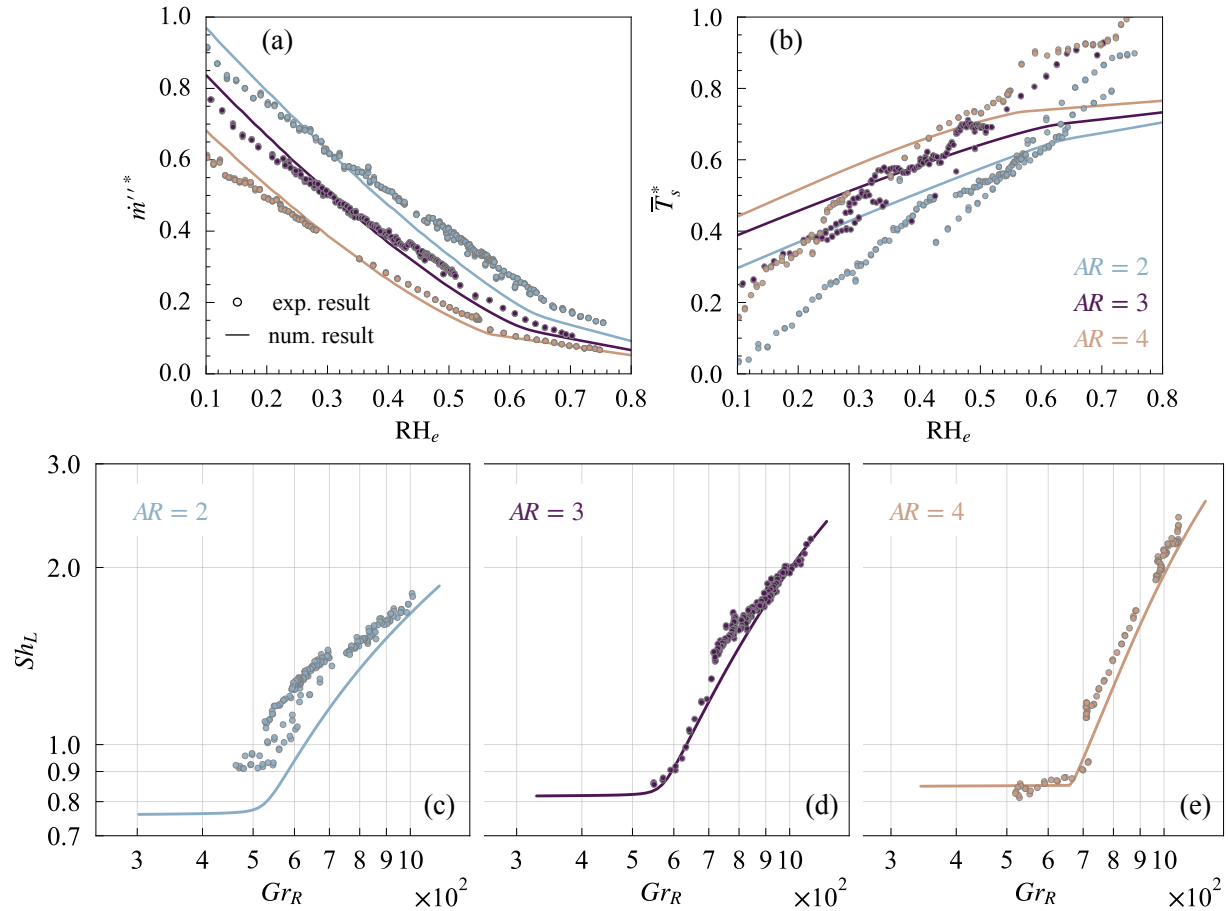 (a)
1.0
0.8
0.6
0.4
0.2
0.0
ṁ′′*
exp. result
num. result
0.1 0.2 0.3 0.4 0.5 0.6 0.7 0.8
RHₑ
(b)
1.0
0.8
0.6
0.4
0.2
0.0
T̅ₛ*
AR = 2
AR = 3
AR = 4
0.1 0.2 0.3 0.4 0.5 0.6 0.7 0.8
RHₑ
3.0
2.0
1.0
0.9
0.8
0.7
Sh_L
AR = 2
(c)
3 4 5 6 7 8 9 10
Gr_R
×10²
AR = 3
(d)
3 4 5 6 7 8 9 10
Gr_R
×10²
AR = 4
(e)
3 4 5 6 7 8 9 10
Gr_R
×10²